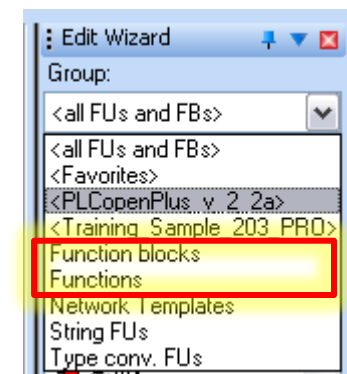 Edit Wizard
Group:
<all FUs and FBs>
<all FUs and FBs>
<Favorites>
<PLCopenPlus_v_2_2a>
<Training_Sample_203_PRO>
Function blocks
Functions
Network Templates
String FUs
Type conv. FUs